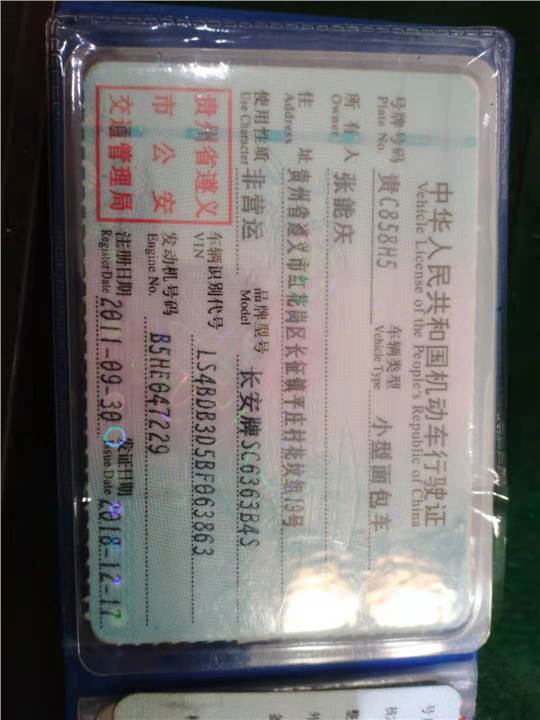 中华人民共和国机动车行驶证
Vehicle License of the People's Republic of China
号牌号码 贵C858H5 车辆类型 小型面包车
Plate No. Vehicle Type
所有人 张能庆
Owner
住址 贵州省遵义市红花岗区长征镇平庄村花坟组19号
Address
使用性质 非营运 品牌型号 长安牌SC6363B4S
Use Character Model
贵州省遵义
市公安
交通管理局
车辆识别代号 LS4BDB3D5BF063863
VIN
发动机号码 B5HE047229
Engine No.
注册日期 2011-09-30 发证日期 2018-12-17
Register Date Issue Date
号